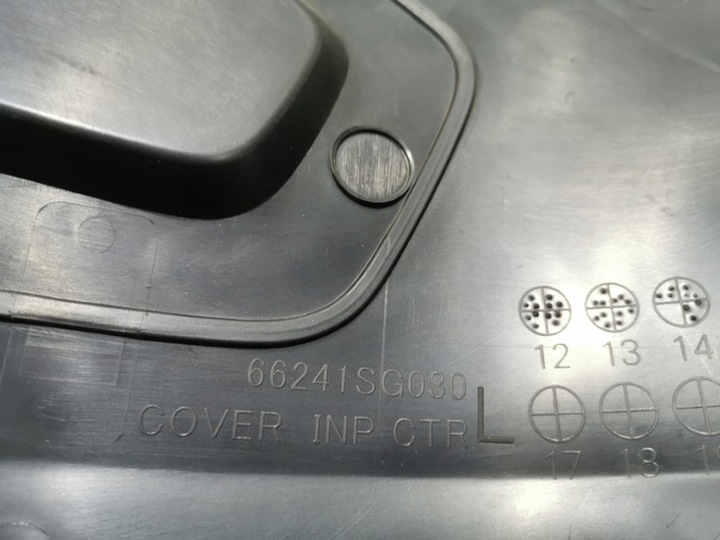 12 13 14
66241SG030
COVER INP CTR L
17 18